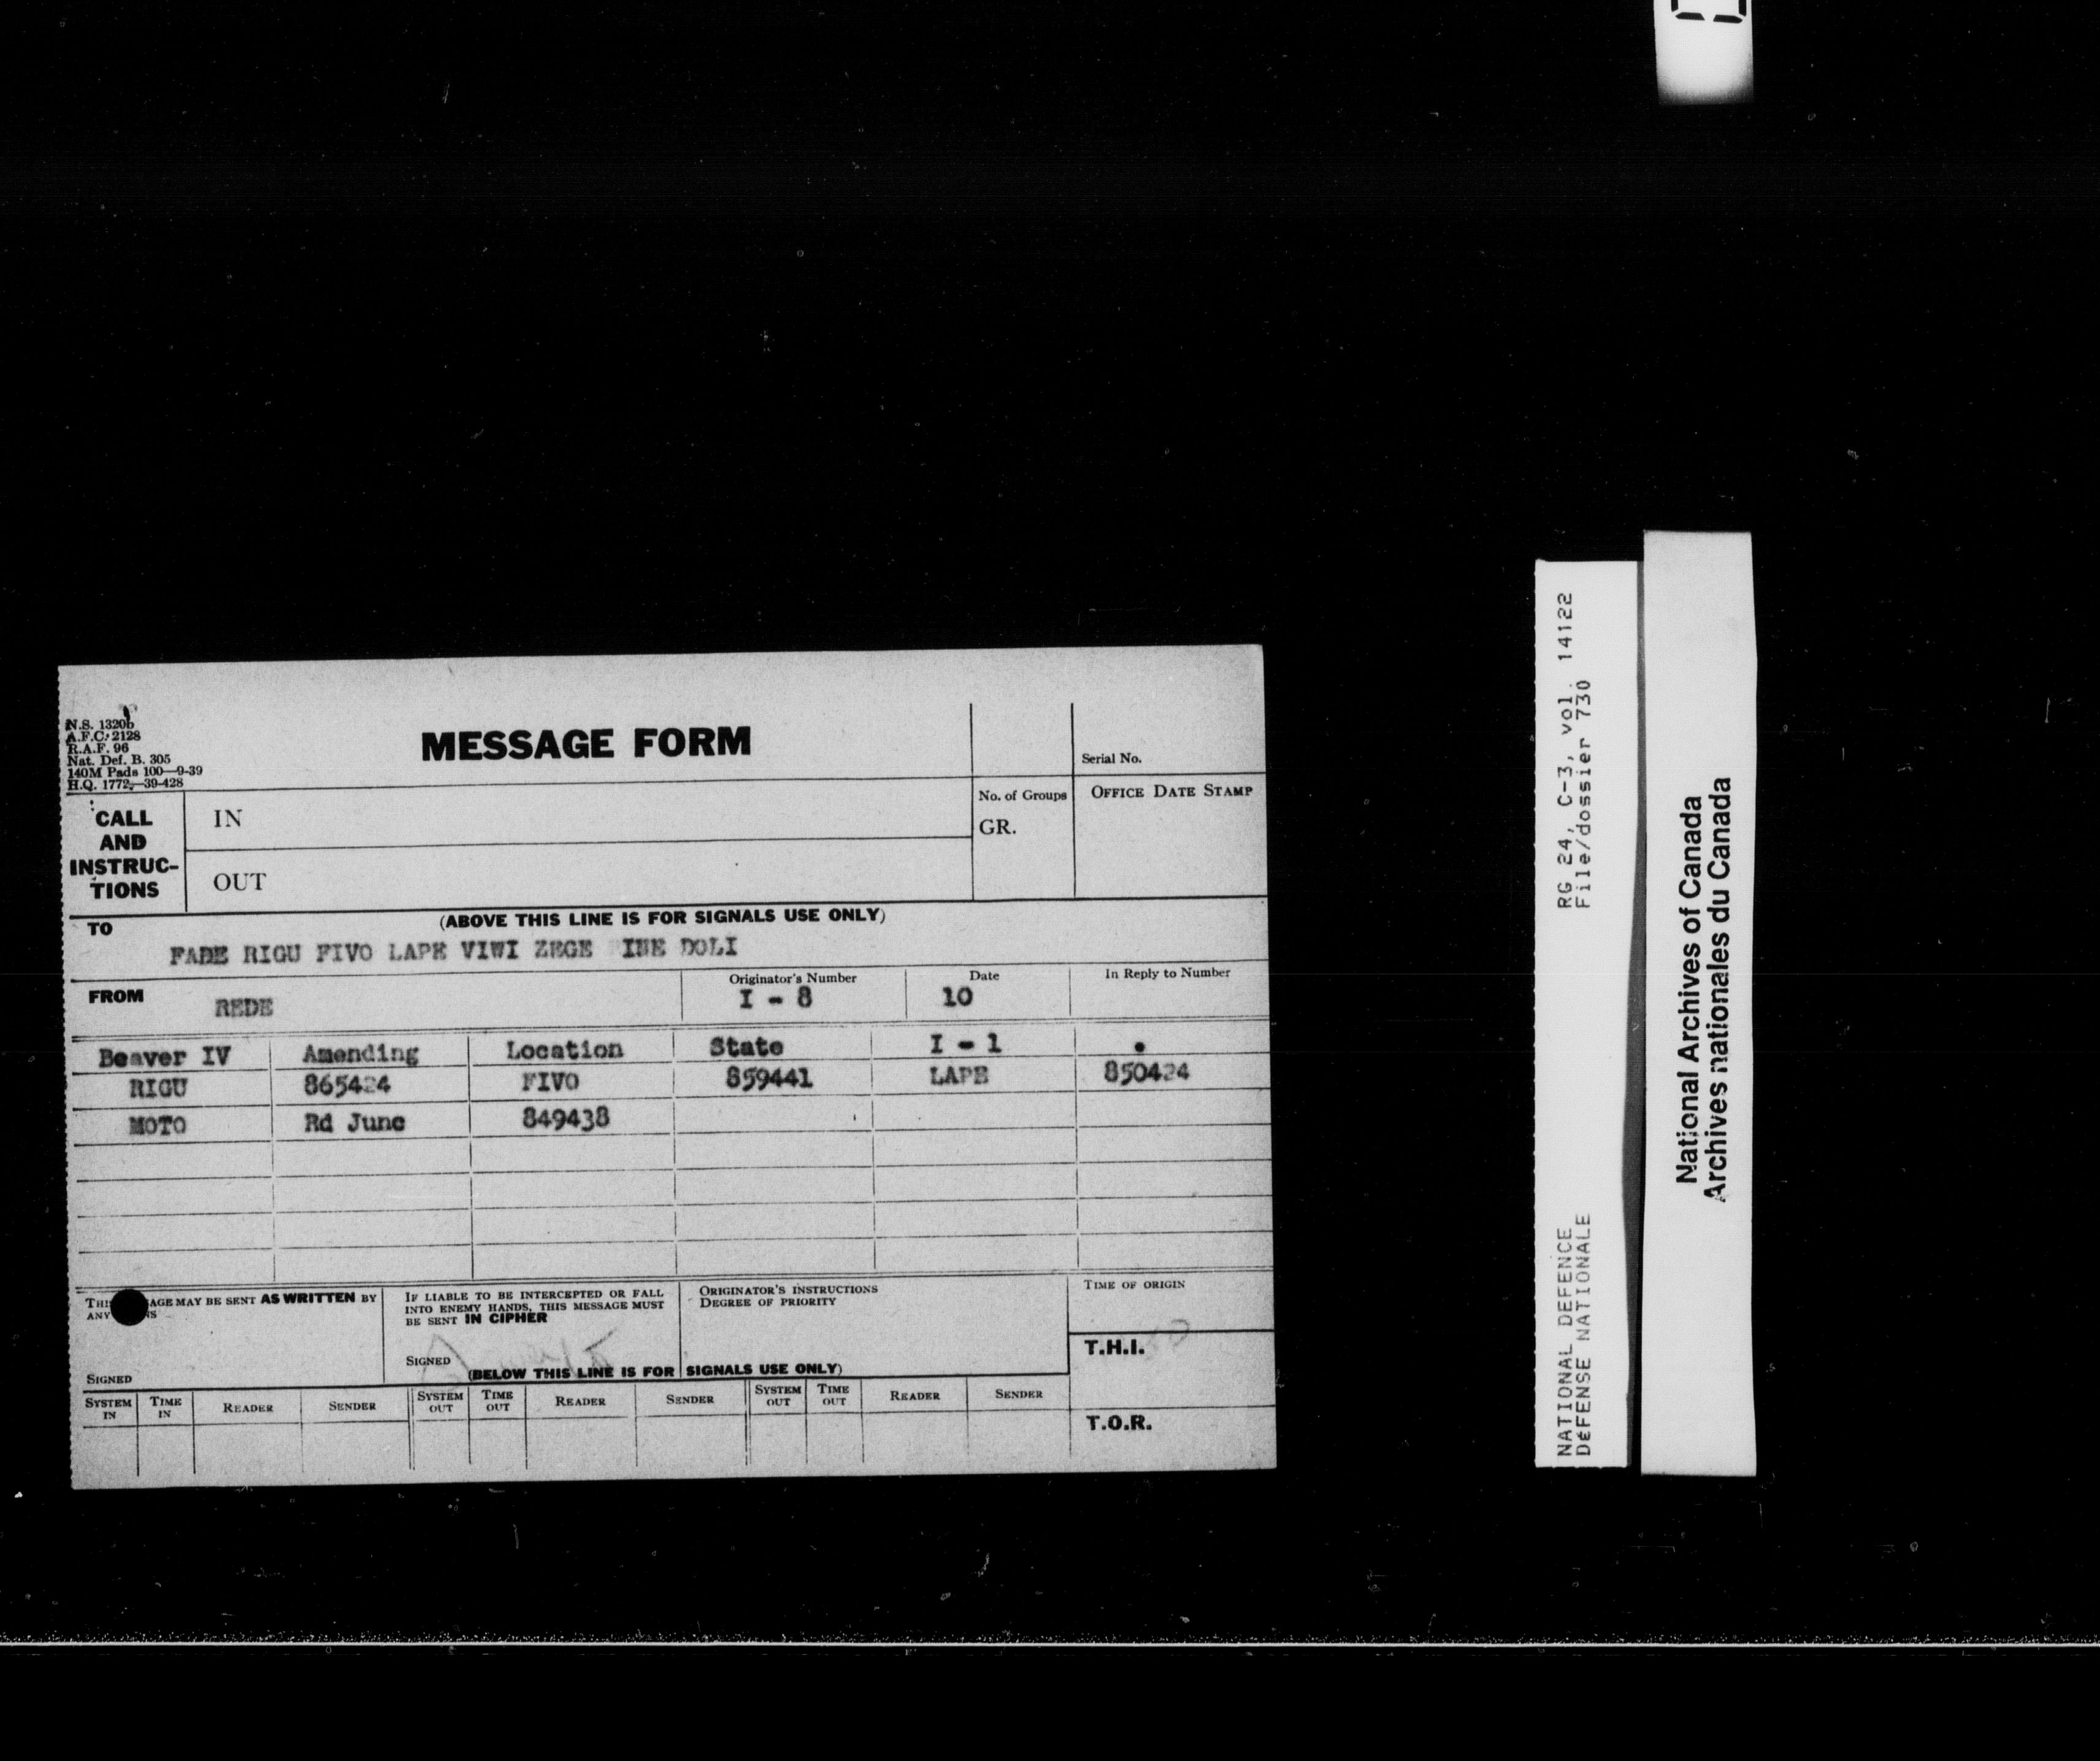 N.S. 1320b
A.F.C. 2128
R.A.F. 96
Nat. Def. B. 305
140M Pads 100—9-39
H.Q. 1772—39-428
MESSAGE FORM
Serial No.
CALL AND INSTRUC-TIONS
IN
No. of Groups
GR.
OFFICE DATE STAMP
OUT
TO
(ABOVE THIS LINE IS FOR SIGNALS USE ONLY)
FADE RIGU FIVO LAPE VIWI ZEGE INE DOLI
FROM REDE
Originator's Number
I - 8
Date
10
In Reply to Number
Beaver IV Amending Location State I - 1 .
RIGU 865424 FIVO 859441 LAPE 850424
MOTO Rd Junc 849438
AGE MAY BE SENT AS WRITTEN BY
ANY
SIGNED
IF LIABLE TO BE INTERCEPTED OR FALL
INTO ENEMY HANDS, THIS MESSAGE MUST
BE SENT IN CIPHER
SIGNED
ORIGINATOR'S INSTRUCTIONS
DEGREE OF PRIORITY
TIME OF ORIGIN
T.H.I.
(BELOW THIS LINE IS FOR SIGNALS USE ONLY)
SYSTEM IN TIME IN READER SENDER SYSTEM OUT TIME OUT READER SENDER SYSTEM OUT TIME OUT READER SENDER
T.O.R.
NATIONAL DEFENCE RG 24, C-3, vol. 14122
DÉFENSE NATIONALE File/dossier 730
National Archives of Canada
Archives nationales du Canada